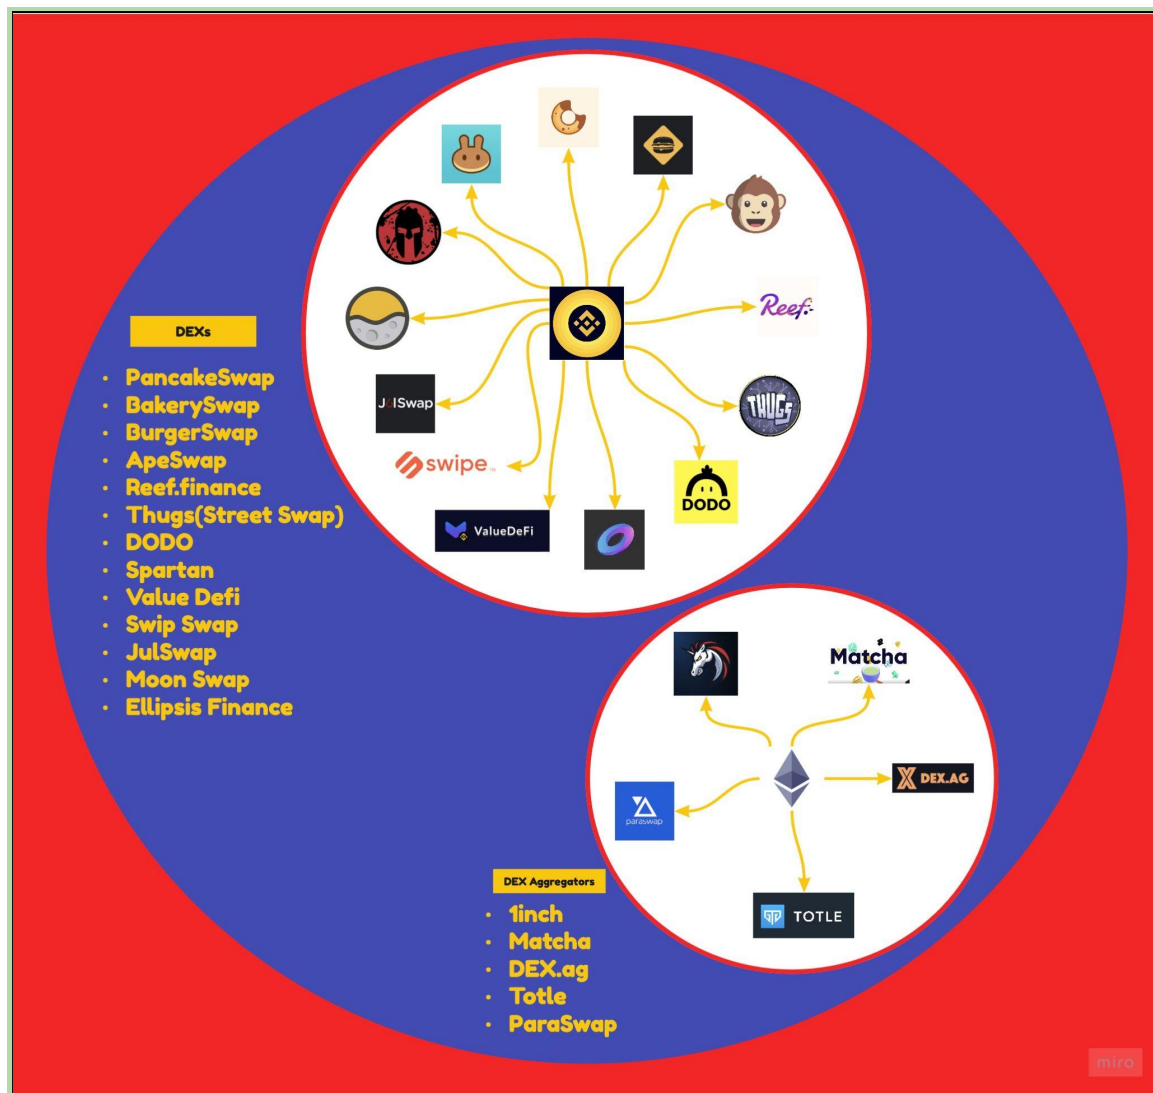 Reef.
DEXs
• PancakeSwap
• BakerySwap
• BurgerSwap
• ApeSwap
• Reef.finance
• Thugs(Street Swap)
• DODO
• Spartan
• Value Defi
• Swip Swap
• JulSwap
• Moon Swap
• Ellipsis Finance
JulSwap
THUGS
swipe
DODO
ValueDeFi
Matcha
DEX.AG
paraswap
TOTLE
DEX Aggregators
• 1inch
• Matcha
• DEX.ag
• Totle
• ParaSwap
miro